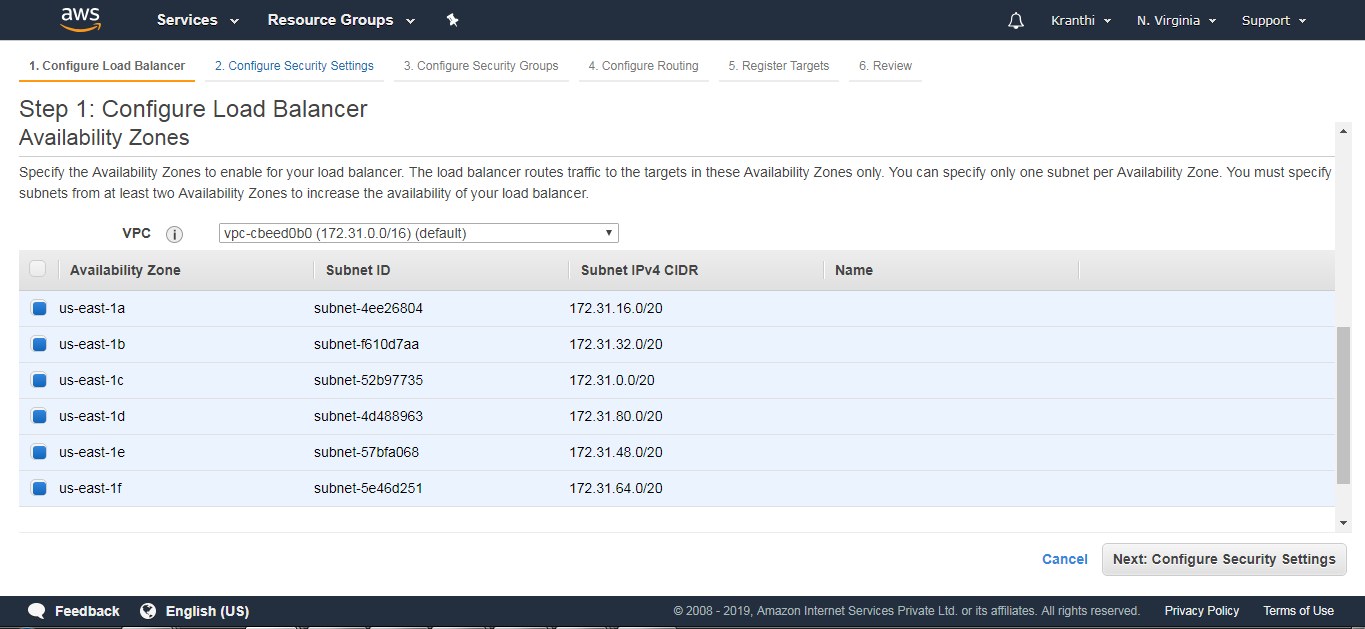 aws Services Resource Groups Kranthi N. Virginia Support
1. Configure Load Balancer 2. Configure Security Settings 3. Configure Security Groups 4. Configure Routing 5. Register Targets 6. Review
Step 1: Configure Load Balancer
Availability Zones
Specify the Availability Zones to enable for your load balancer. The load balancer routes traffic to the targets in these Availability Zones only. You can specify only one subnet per Availability Zone. You must specify
subnets from at least two Availability Zones to increase the availability of your load balancer.
VPC i vpc-cbeed0b0 (172.31.0.0/16) (default)
Availability Zone Subnet ID Subnet IPv4 CIDR Name
us-east-1a subnet-4ee26804 172.31.16.0/20
us-east-1b subnet-f610d7aa 172.31.32.0/20
us-east-1c subnet-52b97735 172.31.0.0/20
us-east-1d subnet-4d488963 172.31.80.0/20
us-east-1e subnet-57bfa068 172.31.48.0/20
us-east-1f subnet-5e46d251 172.31.64.0/20
Cancel Next: Configure Security Settings
Feedback English (US) © 2008 - 2019, Amazon Internet Services Private Ltd. or its affiliates. All rights reserved. Privacy Policy Terms of Use